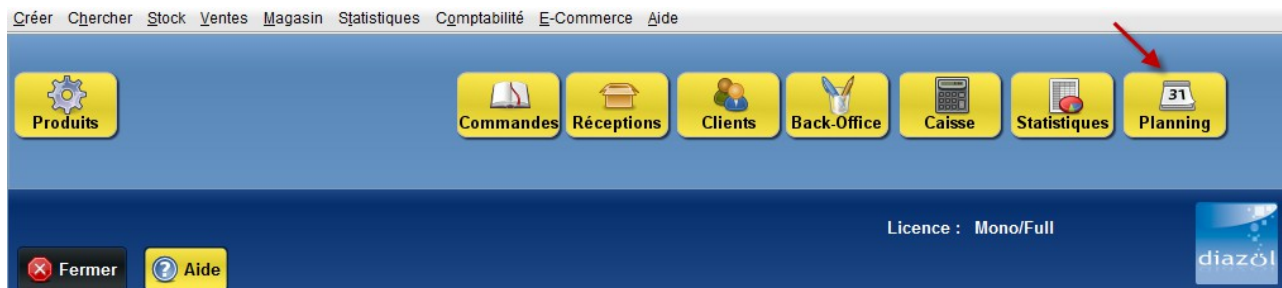 Créer Chercher Stock Ventes Magasin Statistiques Comptabilité E-Commerce Aide
31
Produits Commandes Réceptions Clients Back-Office Caisse Statistiques Planning
Licence : Mono/Full
Fermer Aide
diazöl